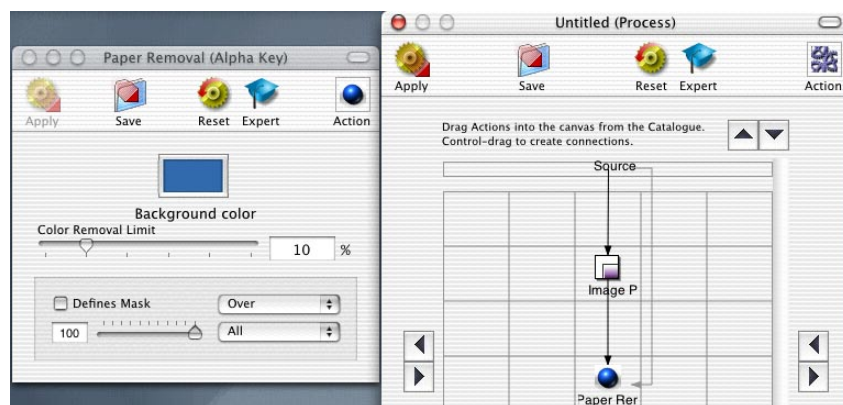 Paper Removal (Alpha Key)
Apply
Save
Reset
Expert
Action
Background color
Color Removal Limit
10 %
Defines Mask
Over
100
All
Untitled (Process)
Apply
Save
Reset
Expert
Action
Drag Actions into the canvas from the Catalogue.
Control-drag to create connections.
Source
Image P
Paper Rer